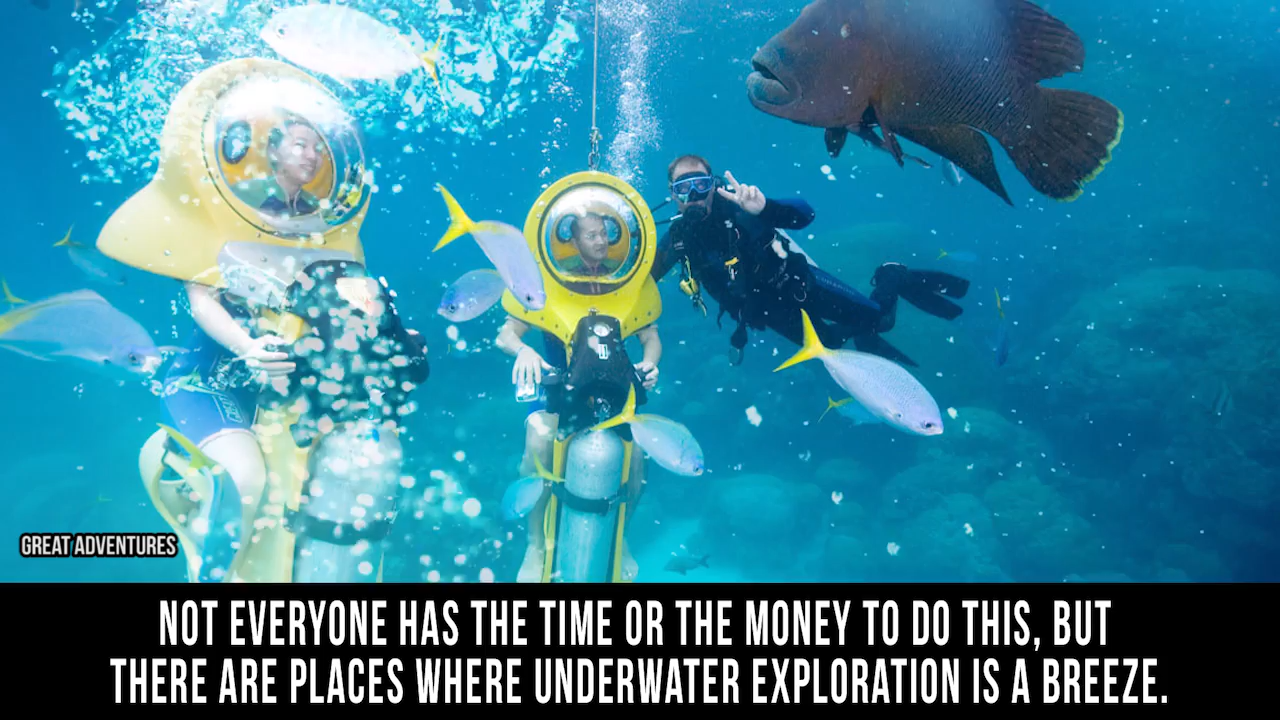 GREAT ADVENTURES
NOT EVERYONE HAS THE TIME OR THE MONEY TO DO THIS, BUT
THERE ARE PLACES WHERE UNDERWATER EXPLORATION IS A BREEZE.